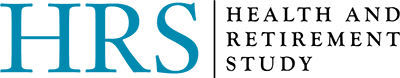 HRS
HEALTH AND
RETIREMENT
STUDY